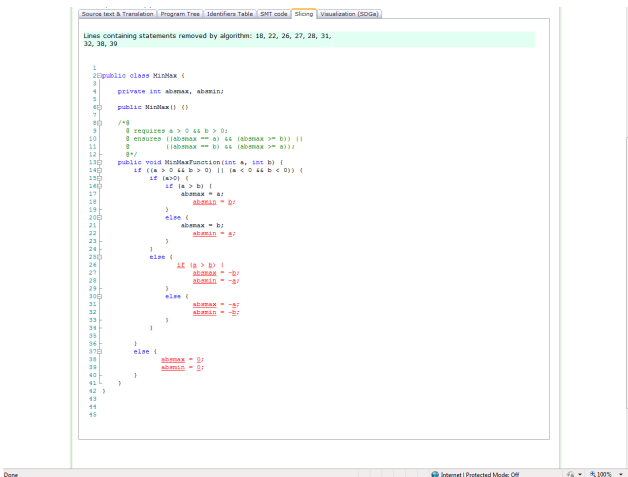 Source text & Translation Program Tree Identifiers Table SMT code Slicing Visualization (SDGa)
Lines containing statements removed by algorithm: 18, 22, 26, 27, 28, 31,
32, 38, 39
1
2 public class MinMax {
3
4 private int absmax, absmin;
5
6 public MinMax() {}
7
8 /*@
9 @ requires a > 0 && b > 0;
10 @ ensures ((absmax == a) && (absmax >= b)) ||
11 @ ((absmax == b) && (absmax >= a));
12 @*/
13 public void MinMaxFunction(int a, int b) {
14 if ((a > 0 && b > 0) || (a < 0 && b < 0)) {
15 if (a>0) {
16 if (a > b) {
17 absmax = a;
18 absmin = b;
19 }
20 else {
21 absmax = b;
22 absmin = a;
23 }
24 }
25 else {
26 if (a > b) {
27 absmax = -b;
28 absmin = -a;
29 }
30 else {
31 absmax = -a;
32 absmin = -b;
33 }
34 }
35
36 }
37 else {
38 absmax = 0;
39 absmin = 0;
40 }
41 }
42 }
43
44
45
Done Internet | Protected Mode: Off 100%